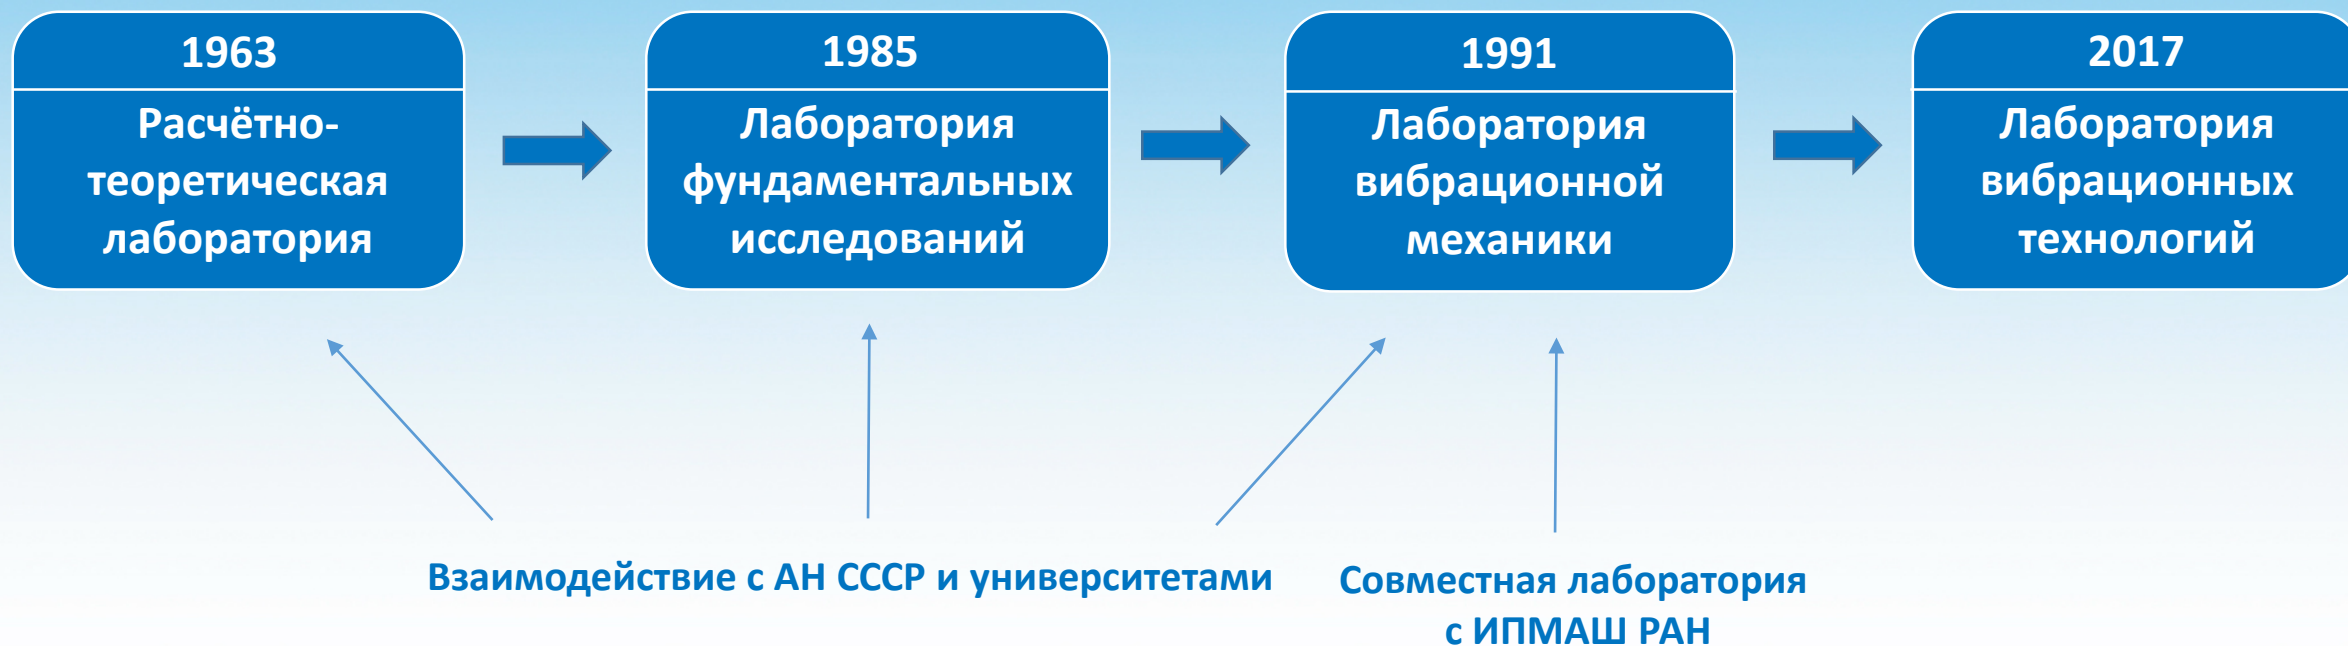 1963
Расчётно-
теоретическая
лаборатория
1985
Лаборатория
фундаментальных
исследований
1991
Лаборатория
вибрационной
механики
2017
Лаборатория
вибрационных
технологий
Взаимодействие с АН СССР и университетами
Совместная лаборатория
с ИПМАШ РАН